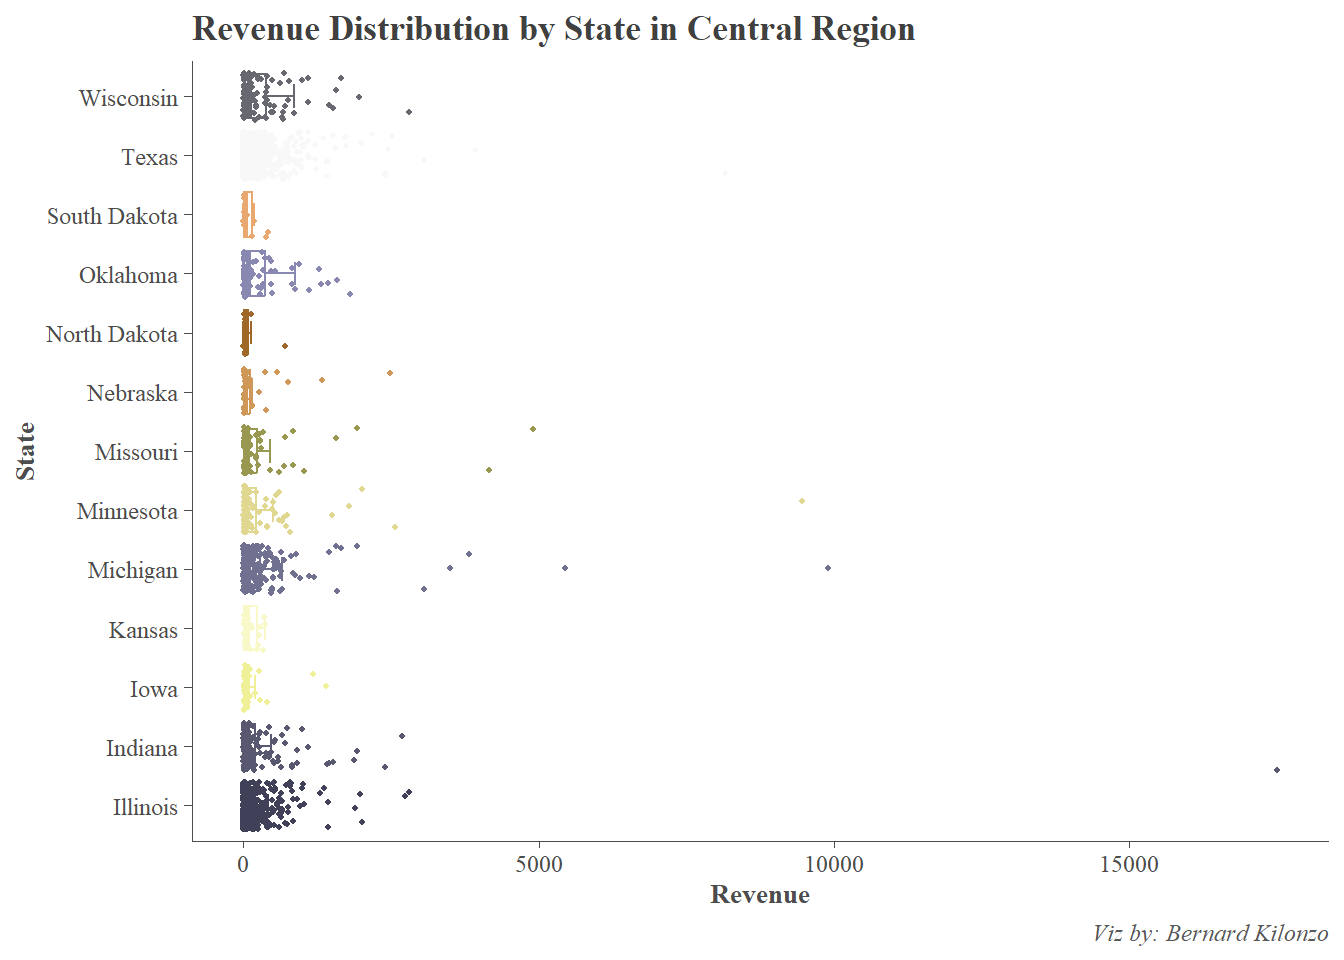 Revenue Distribution by State in Central Region
Wisconsin
Texas
South Dakota
Oklahoma
North Dakota
Nebraska
Missouri
Minnesota
Michigan
Kansas
Iowa
Indiana
Illinois
State
0 5000 10000 15000
Revenue
Viz by: Bernard Kilonzo